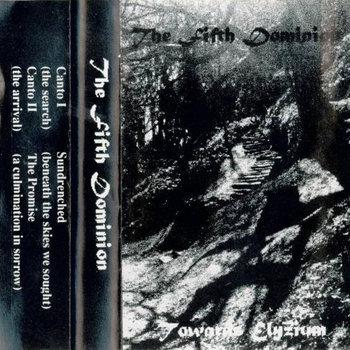 Canto I
(the search)
Canto II
(the arrival)
Sundrenched
(beneath the skies we sought)
The Promise
(a culmination in sorrow)
The Fifth Dominion
The Fifth Dominion
Towards Elyzium